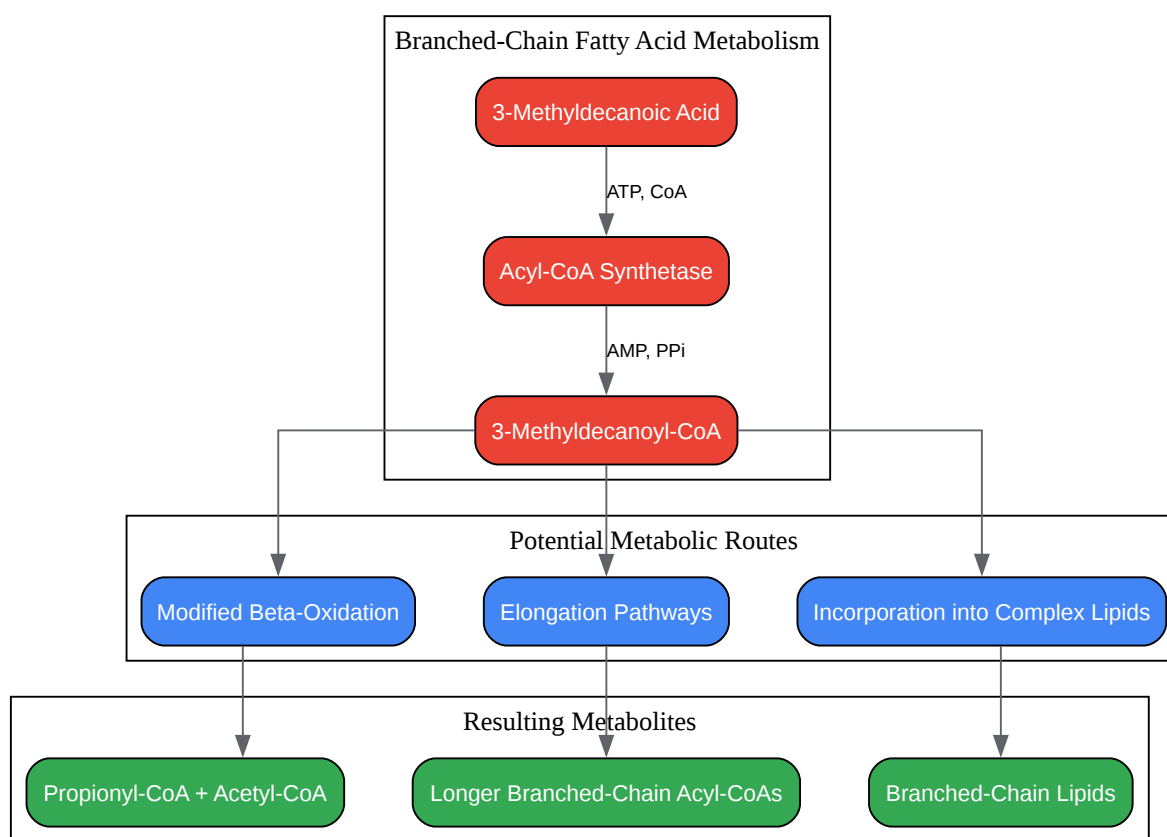 Branched-Chain Fatty Acid Metabolism
3-Methyldecanoic Acid
ATP, CoA
Acyl-CoA Synthetase
AMP, PPi
3-Methyldecanoyl-CoA
Potential Metabolic Routes
Modified Beta-Oxidation
Elongation Pathways
Incorporation into Complex Lipids
Resulting Metabolites
Propionyl-CoA + Acetyl-CoA
Longer Branched-Chain Acyl-CoAs
Branched-Chain Lipids